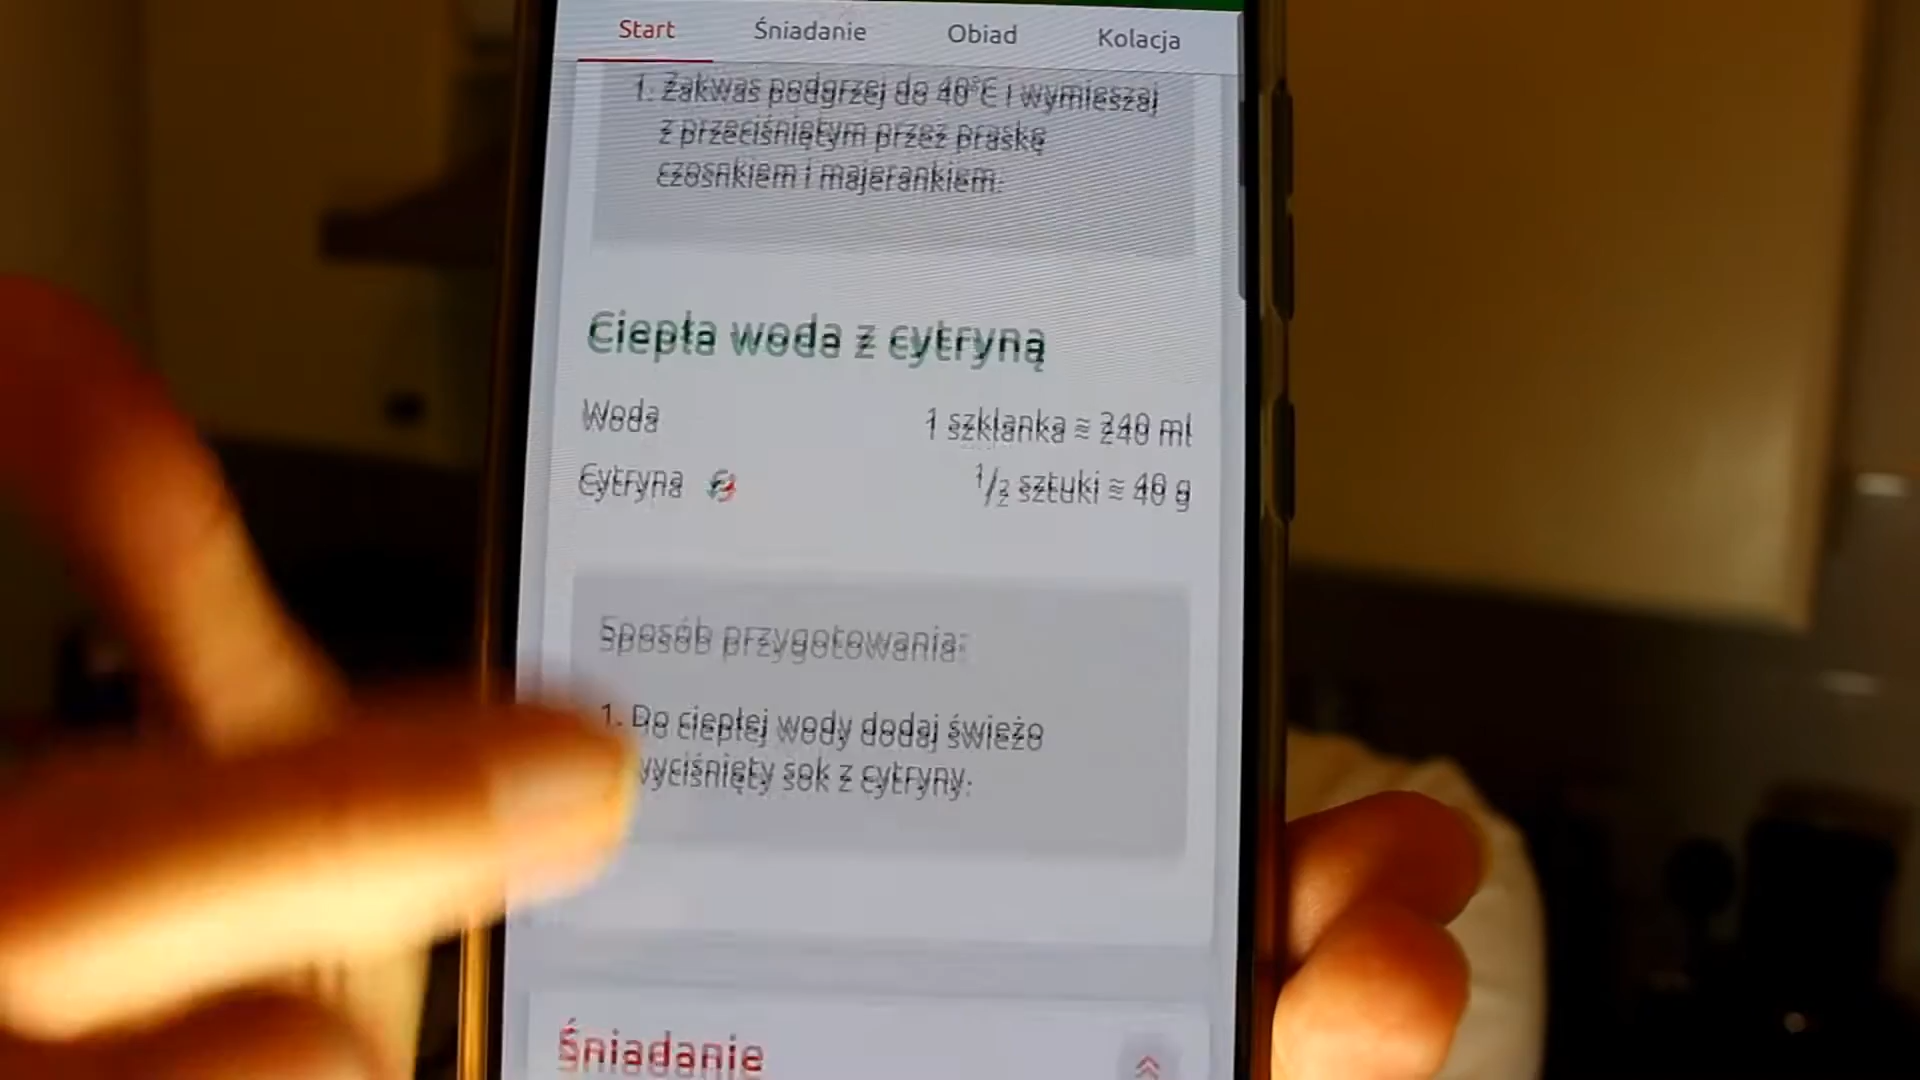 Start Śniadanie Obiad Kolacja
1. Zakwas podgrzej do 40°C i wymieszaj
z przeciśniętym przez praskę
czosnkiem i majerankiem.
Ciepła woda z cytryną
Woda 1 szklanka ≈ 240 ml
Cytryna 1/2 sztuki ≈ 40 g
Sposób przygotowania:
1. Do ciepłej wody dodaj świeżo
wyciśnięty sok z cytryny.
Śniadanie